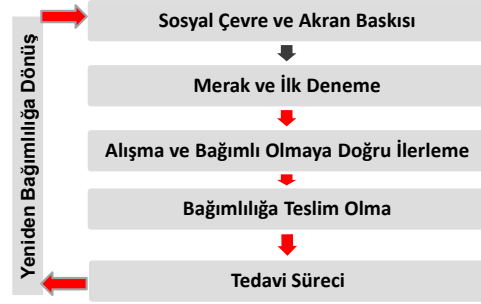 Sosyal Çevre ve Akran Baskısı
Merak ve İlk Deneme
Alışma ve Bağımlı Olmaya Doğru İlerleme
Bağımlılığa Teslim Olma
Tedavi Süreci
Yeniden Bağımlılığa Dönüş